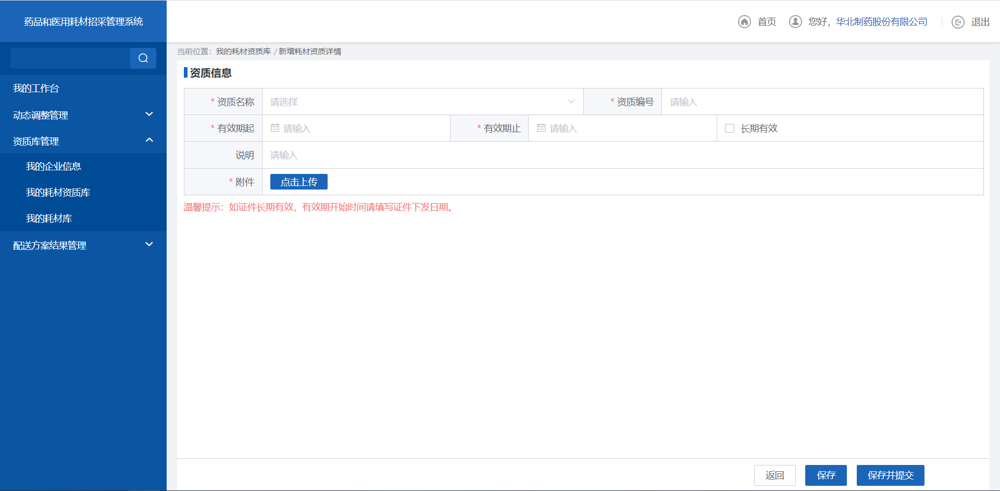 药品和医用耗材招采管理系统
首页 您好，华北制药股份有限公司 退出
当前位置：我的耗材资质库 / 新增耗材资质详情
我的工作台
动态调整管理
资质库管理
我的企业信息
我的耗材资质库
我的耗材库
配送方案结果管理
资质信息
* 资质名称 请选择 * 资质编号 请输入
* 有效期起 请输入 * 有效期止 请输入 长期有效
说明 请输入
* 附件 点击上传
温馨提示：如证件长期有效，有效期开始时间请填写证件下发日期。
返回 保存 保存并提交